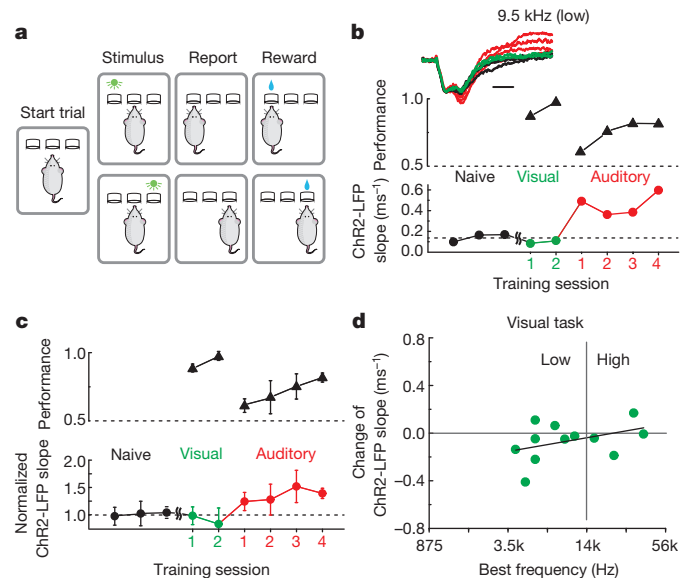 a
Stimulus Report Reward
Start trial
b
9.5 kHz (low)
Performance
1.0
0.5
ChR2-LFP
slope (ms⁻¹)
0.6
0.4
0.2
0.0
Naive Visual Auditory
1 2 1 2 3 4
Training session
c
Performance
1.0
0.5
Normalized
ChR2-LFP slope
2.0
1.5
1.0
Naive Visual Auditory
1 2 1 2 3 4
Training session
d
Visual task
Low High
Change of
ChR2-LFP slope (ms⁻¹)
0.8
0.4
0.0
−0.4
−0.8
875 3.5k 14k 56k
Best frequency (Hz)